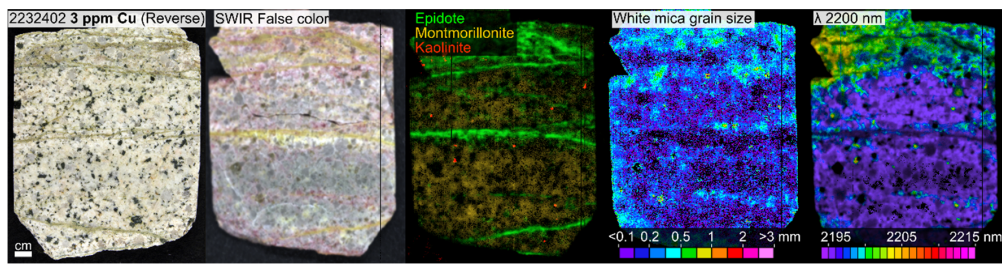 2232402 3 ppm Cu (Reverse)
SWIR False color
Epidote
Montmorillonite
Kaolinite
White mica grain size
λ 2200 nm
cm
<0.1 0.2 0.5 1 2 >3 mm
2195 2205 2215 nm